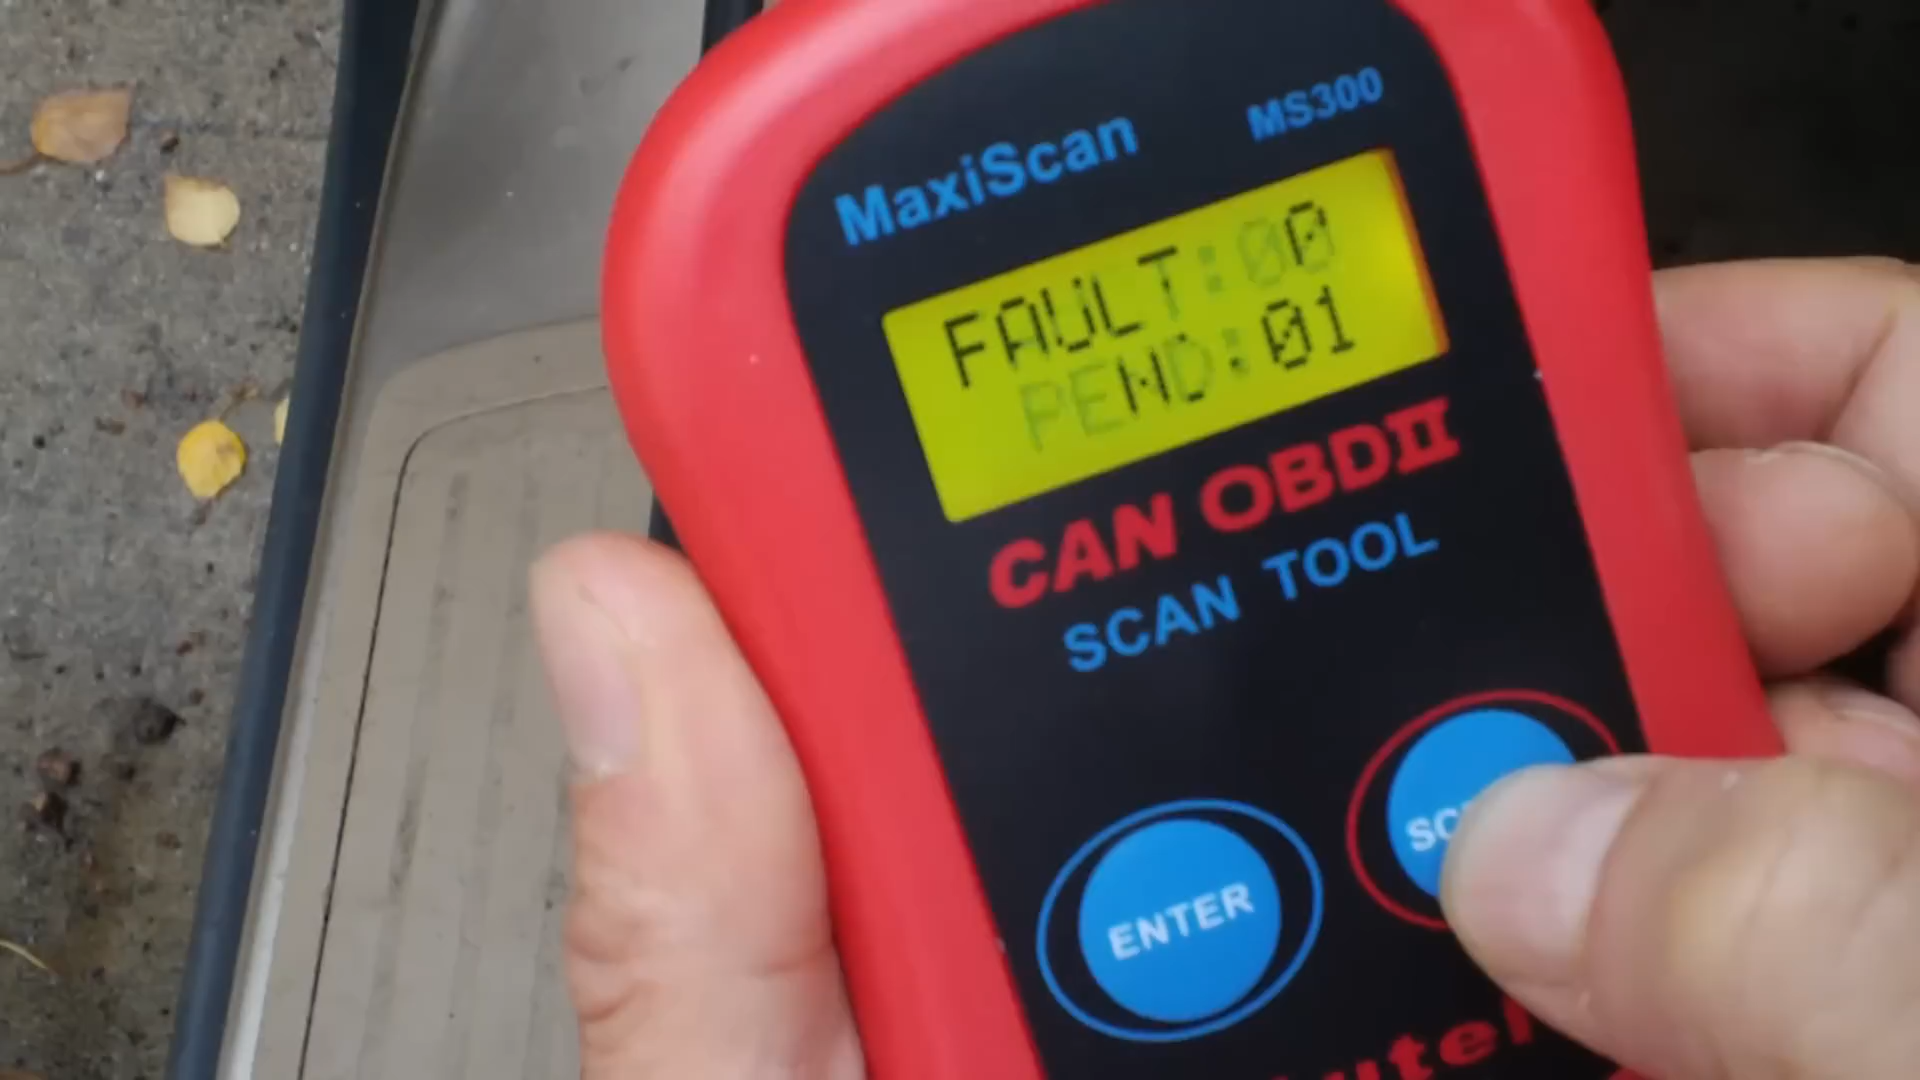 MaxiScan MS300
FAULT:00
PEND:01
CAN OBDII
SCAN TOOL
ENTER